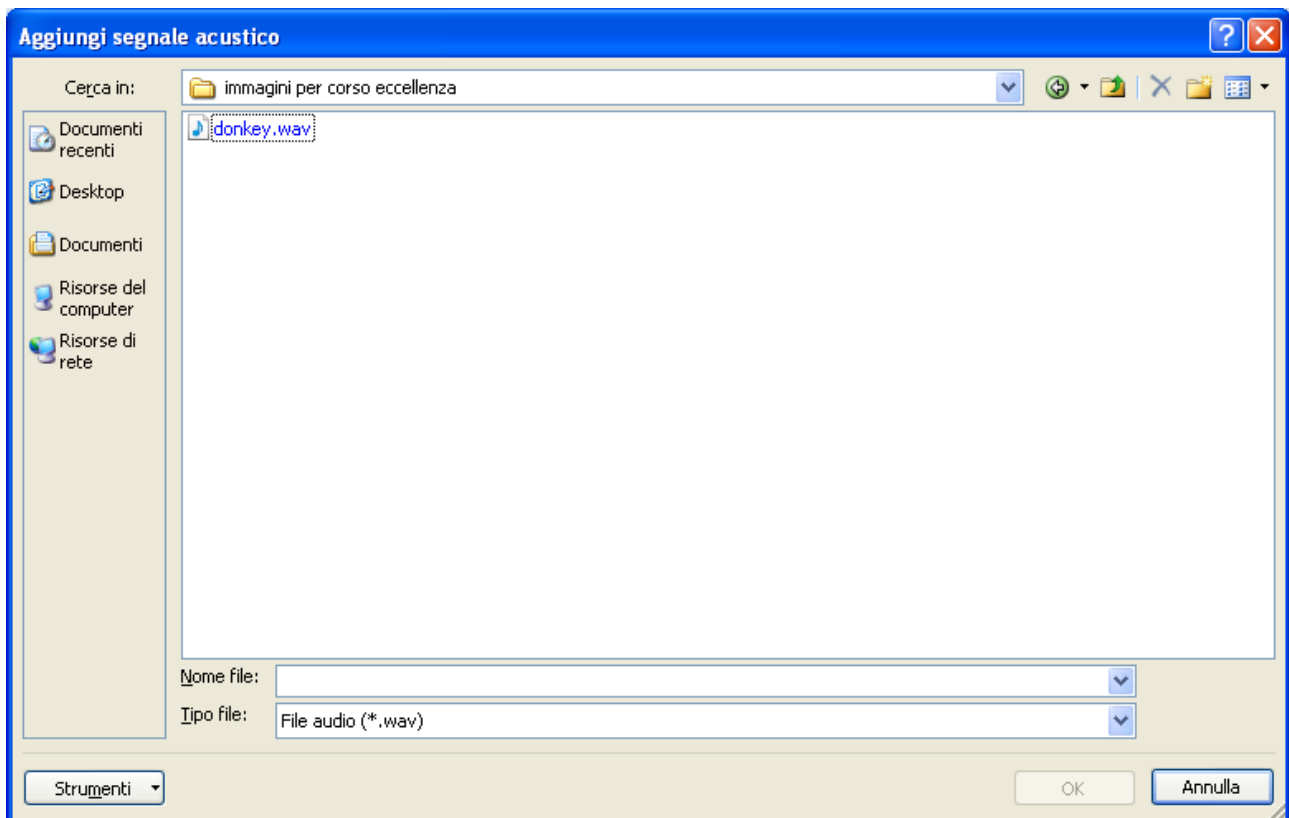 Aggiungi segnale acustico
Cerca in:
immagini per corso eccellenza
Documenti
recenti
Desktop
Documenti
Risorse del
computer
Risorse di
rete
donkey.wav
Nome file:
Tipo file:
File audio (*.wav)
Strumenti
OK
Annulla